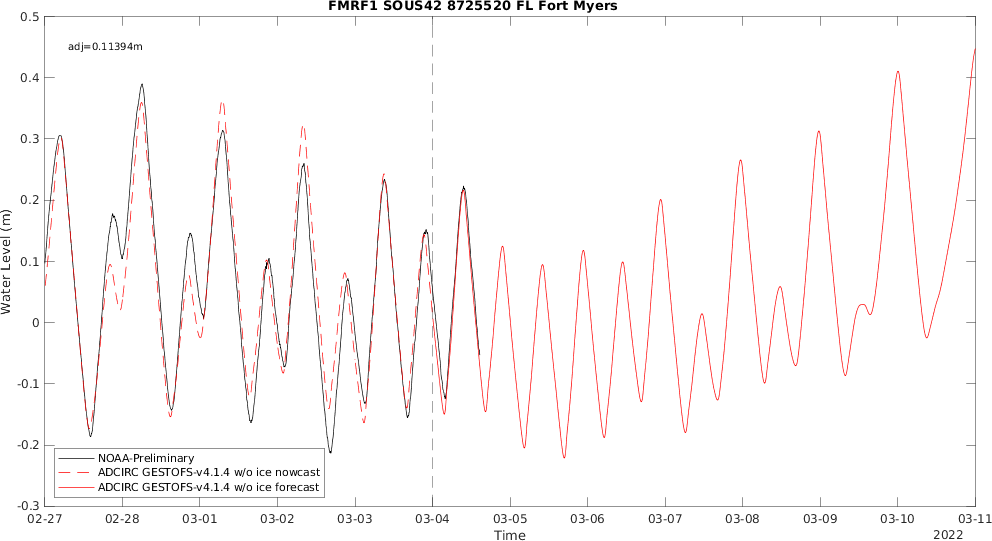 FMRF1 SOUS42 8725520 FL Fort Myers
0.5
adj=0.11394m
0.4
0.3
0.2
0.1
0
-0.1
-0.2
-0.3
Water Level (m)
NOAA-Preliminary
ADCIRC GESTOFS-v4.1.4 w/o ice nowcast
ADCIRC GESTOFS-v4.1.4 w/o ice forecast
02-27 02-28 03-01 03-02 03-03 03-04 03-05 03-06 03-07 03-08 03-09 03-10 03-11
Time
2022